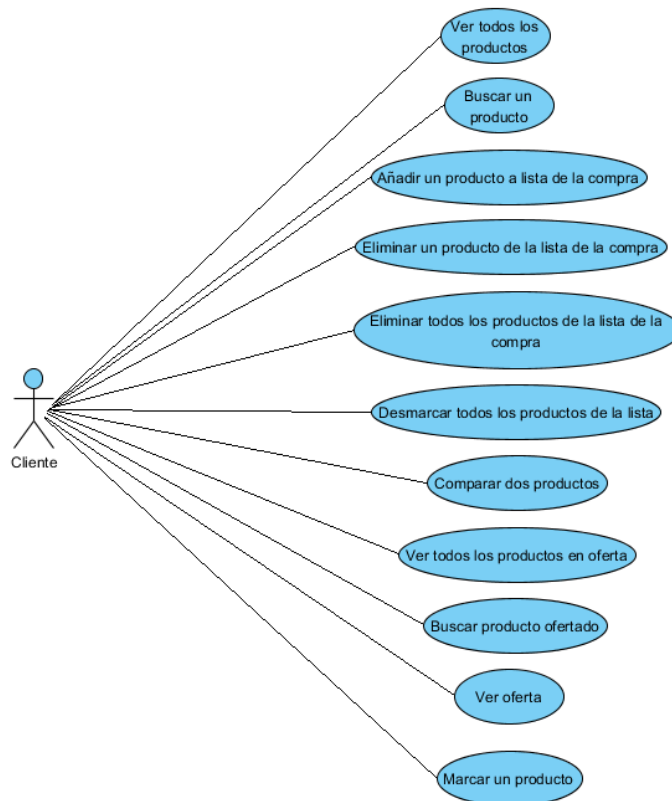 Ver todos los
productos
Buscar un
producto
Añadir un producto a lista de la compra
Eliminar un producto de la lista de la compra
Eliminar todos los productos de la lista de la
compra
Desmarcar todos los productos de la lista
Cliente
Comparar dos productos
Ver todos los productos en oferta
Buscar producto ofertado
Ver oferta
Marcar un producto